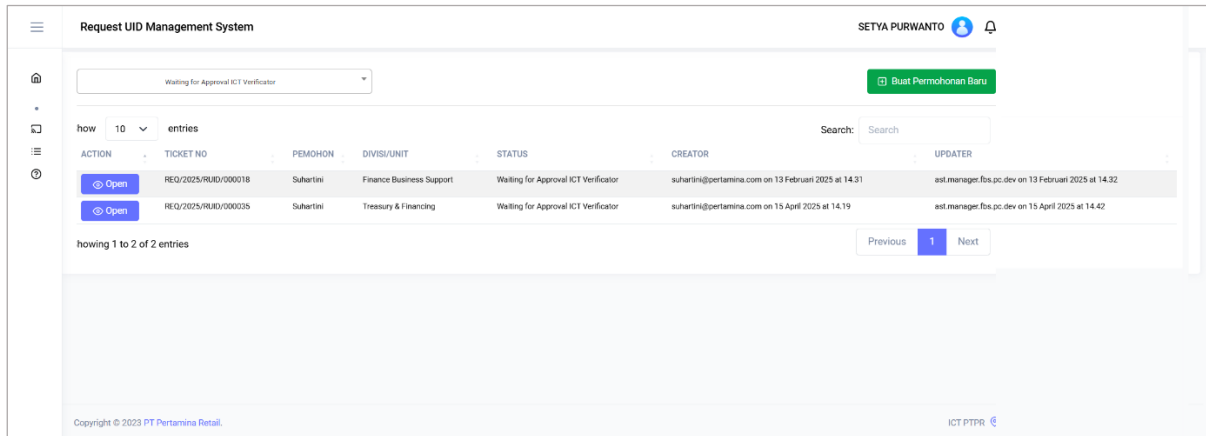 Request UID Management System SETYA PURWANTO
Waiting for Approval ICT Verificator Buat Permohonan Baru
how 10 entries Search: Search
ACTION TICKET NO PEMOHON DIVISI/UNIT STATUS CREATOR UPDATER
Open REQ/2025/RUID/000018 Suhartini Finance Business Support Waiting for Approval ICT Verificator suhartini@pertamina.com on 13 Februari 2025 at 14.31 ast.manager.fbs.pc.dev on 13 Februari 2025 at 14.32
Open REQ/2025/RUID/000035 Suhartini Treasury & Financing Waiting for Approval ICT Verificator suhartini@pertamina.com on 15 April 2025 at 14.19 ast.manager.fbs.pc.dev on 15 April 2025 at 14.42
howing 1 to 2 of 2 entries Previous 1 Next
Copyright © 2023 PT Pertamina Retail. ICT PTPR